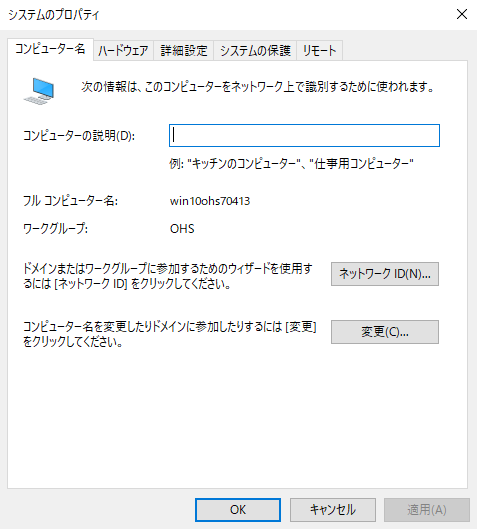 システムのプロパティ
コンピューター名 ハードウェア 詳細設定 システムの保護 リモート
次の情報は、このコンピューターをネットワーク上で識別するために使われます。
コンピューターの説明(D):
例: "キッチンのコンピューター"、"仕事用コンピューター"
フル コンピューター名: win10ohs70413
ワークグループ: OHS
ドメインまたはワークグループに参加するためのウィザードを使用す
るには [ネットワーク ID] をクリックしてください。
ネットワーク ID(N)...
コンピューター名を変更したりドメインに参加したりするには [変更]
をクリックしてください。
変更(C)...
OK キャンセル 適用(A)